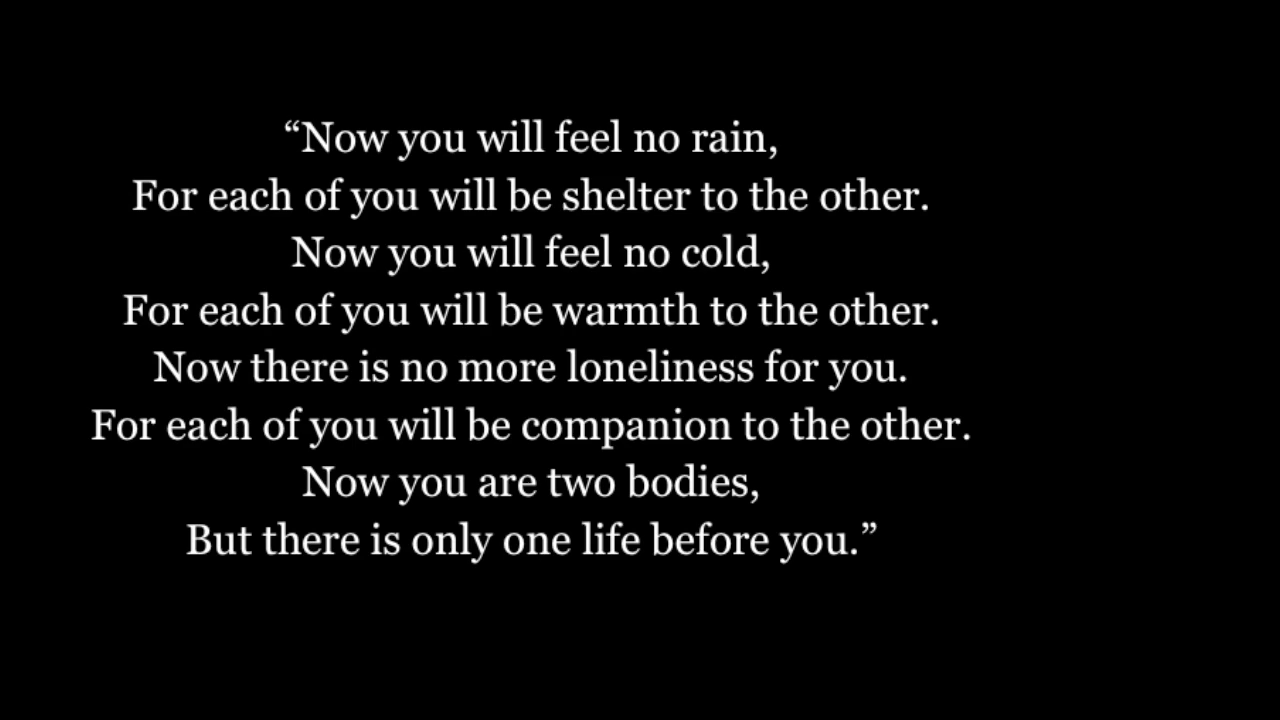 “Now you will feel no rain,
For each of you will be shelter to the other.
Now you will feel no cold,
For each of you will be warmth to the other.
Now there is no more loneliness for you.
For each of you will be companion to the other.
Now you are two bodies,
But there is only one life before you.”